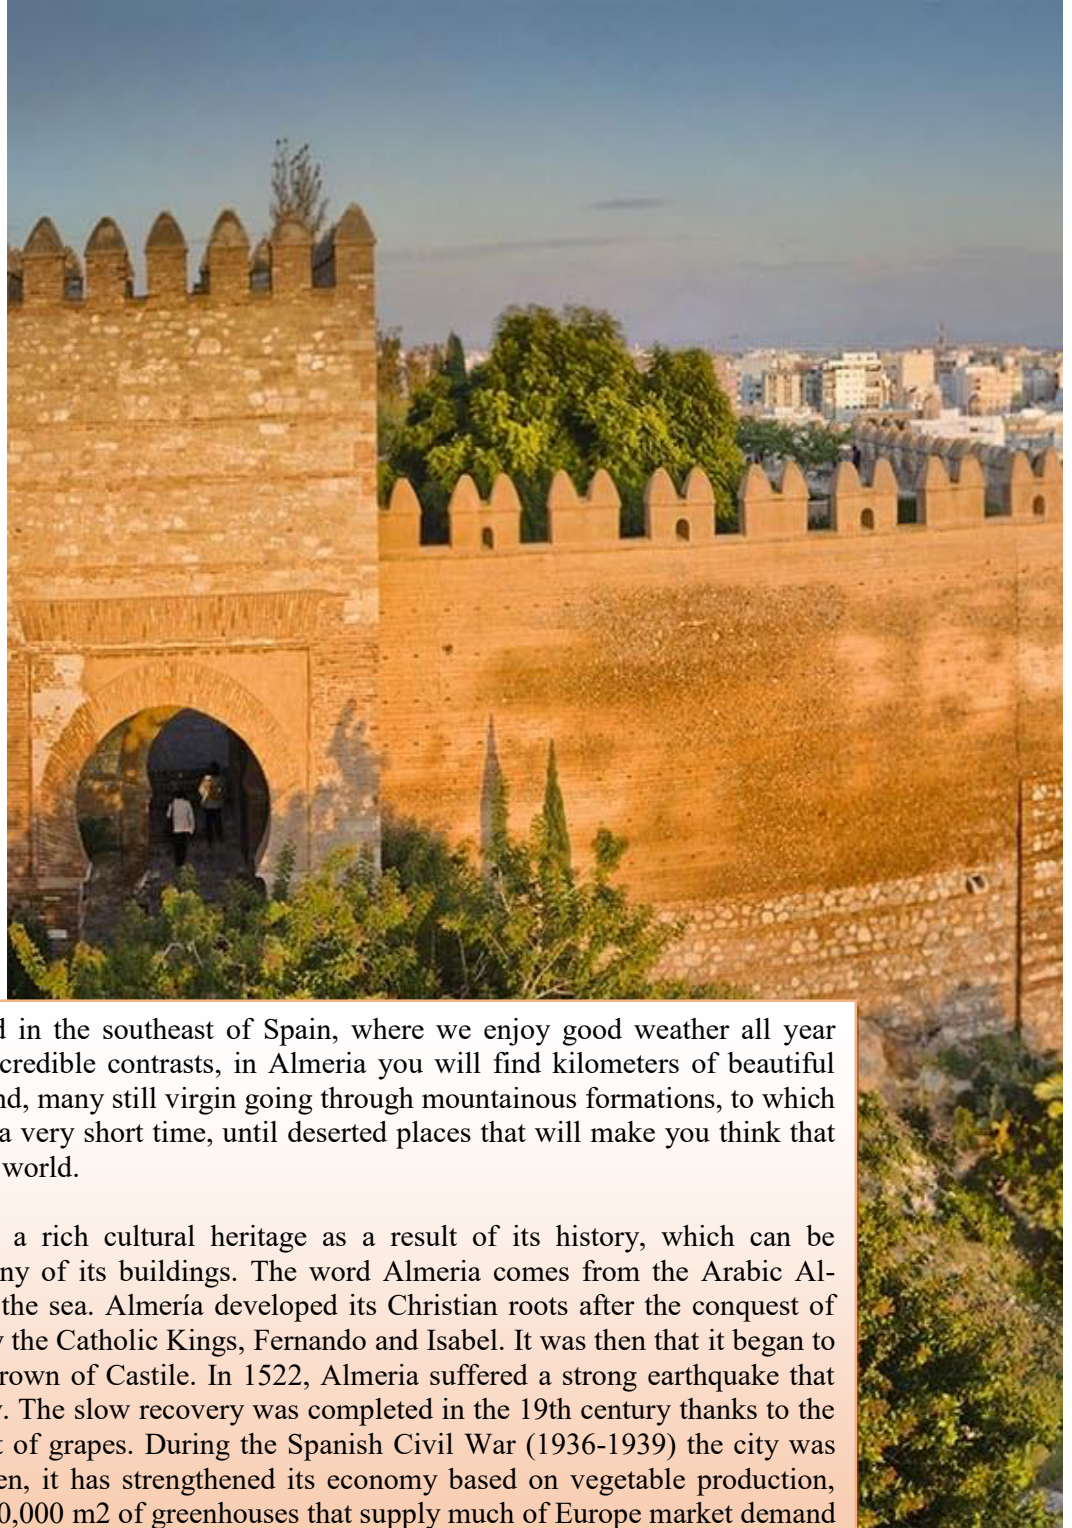 in the southeast of Spain, where we enjoy good weather all year
credible contrasts, in Almeria you will find kilometers of beautiful
many still virgin going through mountainous formations, to which
a very short time, until deserted places that will make you think that
world.
a rich cultural heritage as a result of its history, which can be
ny of its buildings. The word Almeria comes from the Arabic Al-
the sea. Almería developed its Christian roots after the conquest of
the Catholic Kings, Fernando and Isabel. It was then that it began to
rown of Castile. In 1522, Almeria suffered a strong earthquake that
The slow recovery was completed in the 19th century thanks to the
of grapes. During the Spanish Civil War (1936-1939) the city was
en, it has strengthened its economy based on vegetable production,
0,000 m2 of greenhouses that supply much of Europe market demand